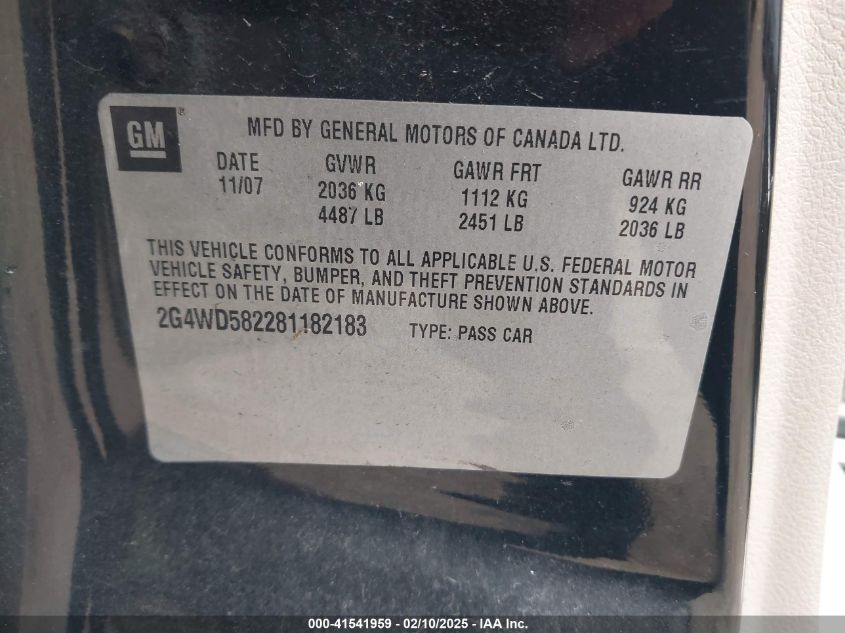 GM
MFD BY GENERAL MOTORS OF CANADA LTD.
DATE GVWR GAWR FRT GAWR RR
11/07 2036 KG 1112 KG 924 KG
4487 LB 2451 LB 2036 LB
THIS VEHICLE CONFORMS TO ALL APPLICABLE U.S. FEDERAL MOTOR
VEHICLE SAFETY, BUMPER, AND THEFT PREVENTION STANDARDS IN
EFFECT ON THE DATE OF MANUFACTURE SHOWN ABOVE.
2G4WD582281182183 TYPE: PASS CAR
000-41541959 — 02/10/2025 — IAA Inc.